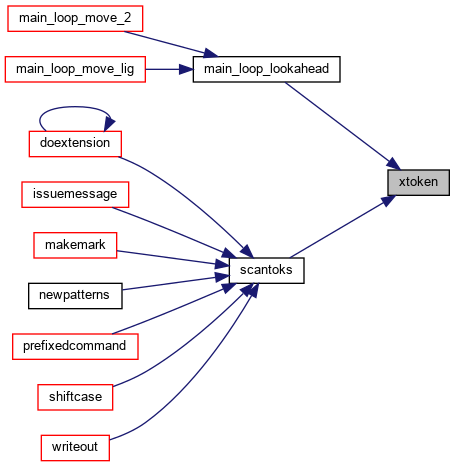 main_loop_move_2
main_loop_move_lig
main_loop_lookahead
doextension
xtoken
issuemessage
makemark
scantoks
newpatterns
prefixedcommand
shiftcase
writeout